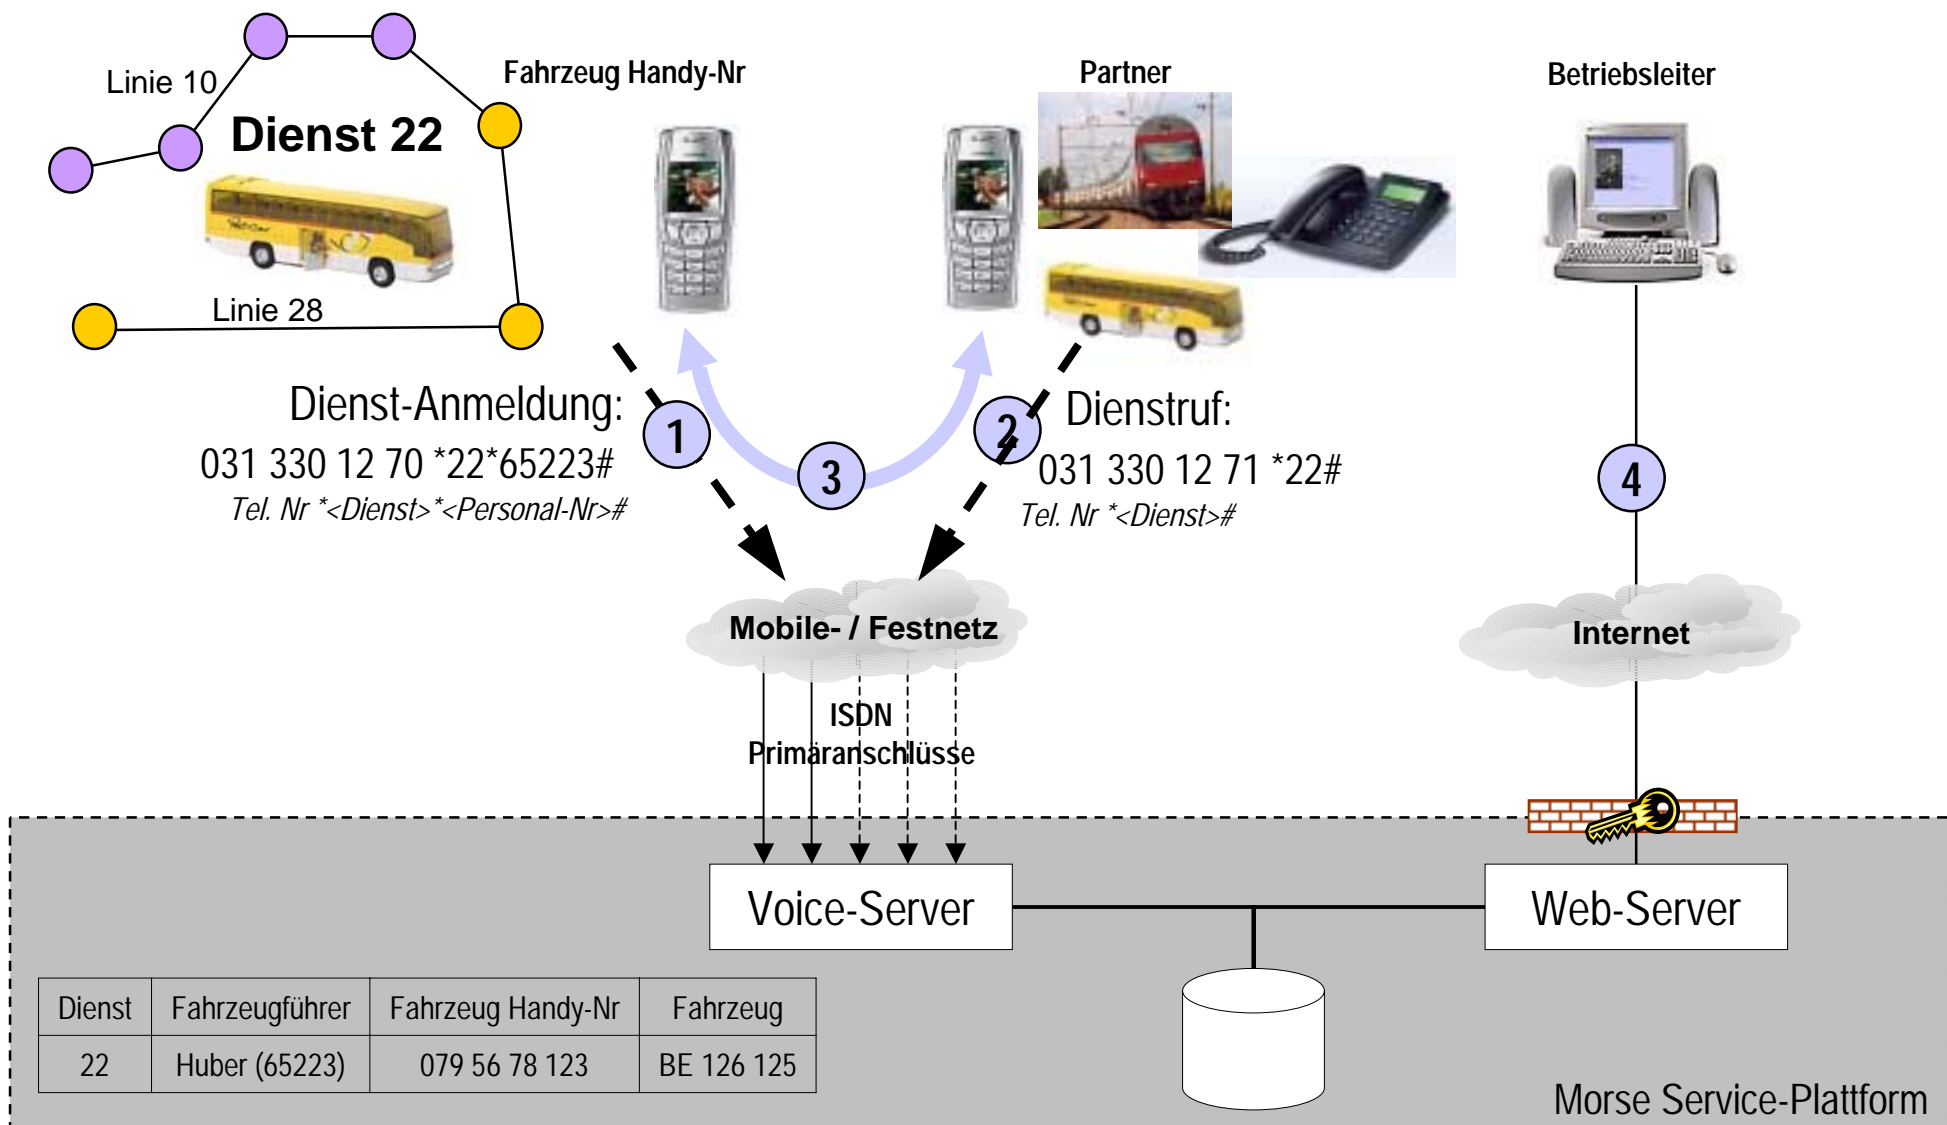 Linie 10
Dienst 22
Linie 28
Fahrzeug Handy-Nr
Partner
Betriebsleiter
Dienst-Anmeldung:
031 330 12 70 *22*65223#
Tel. Nr *<Dienst>*<Personal-Nr>#
1
3
2
Dienstruf:
031 330 12 71 *22#
Tel. Nr *<Dienst>#
4
Mobile- / Festnetz
Internet
ISDN
Primäranschlüsse
Voice-Server
Web-Server
Dienst
Fahrzeugführer
Fahrzeug Handy-Nr
Fahrzeug
22
Huber (65223)
079 56 78 123
BE 126 125
Morse Service-Plattform